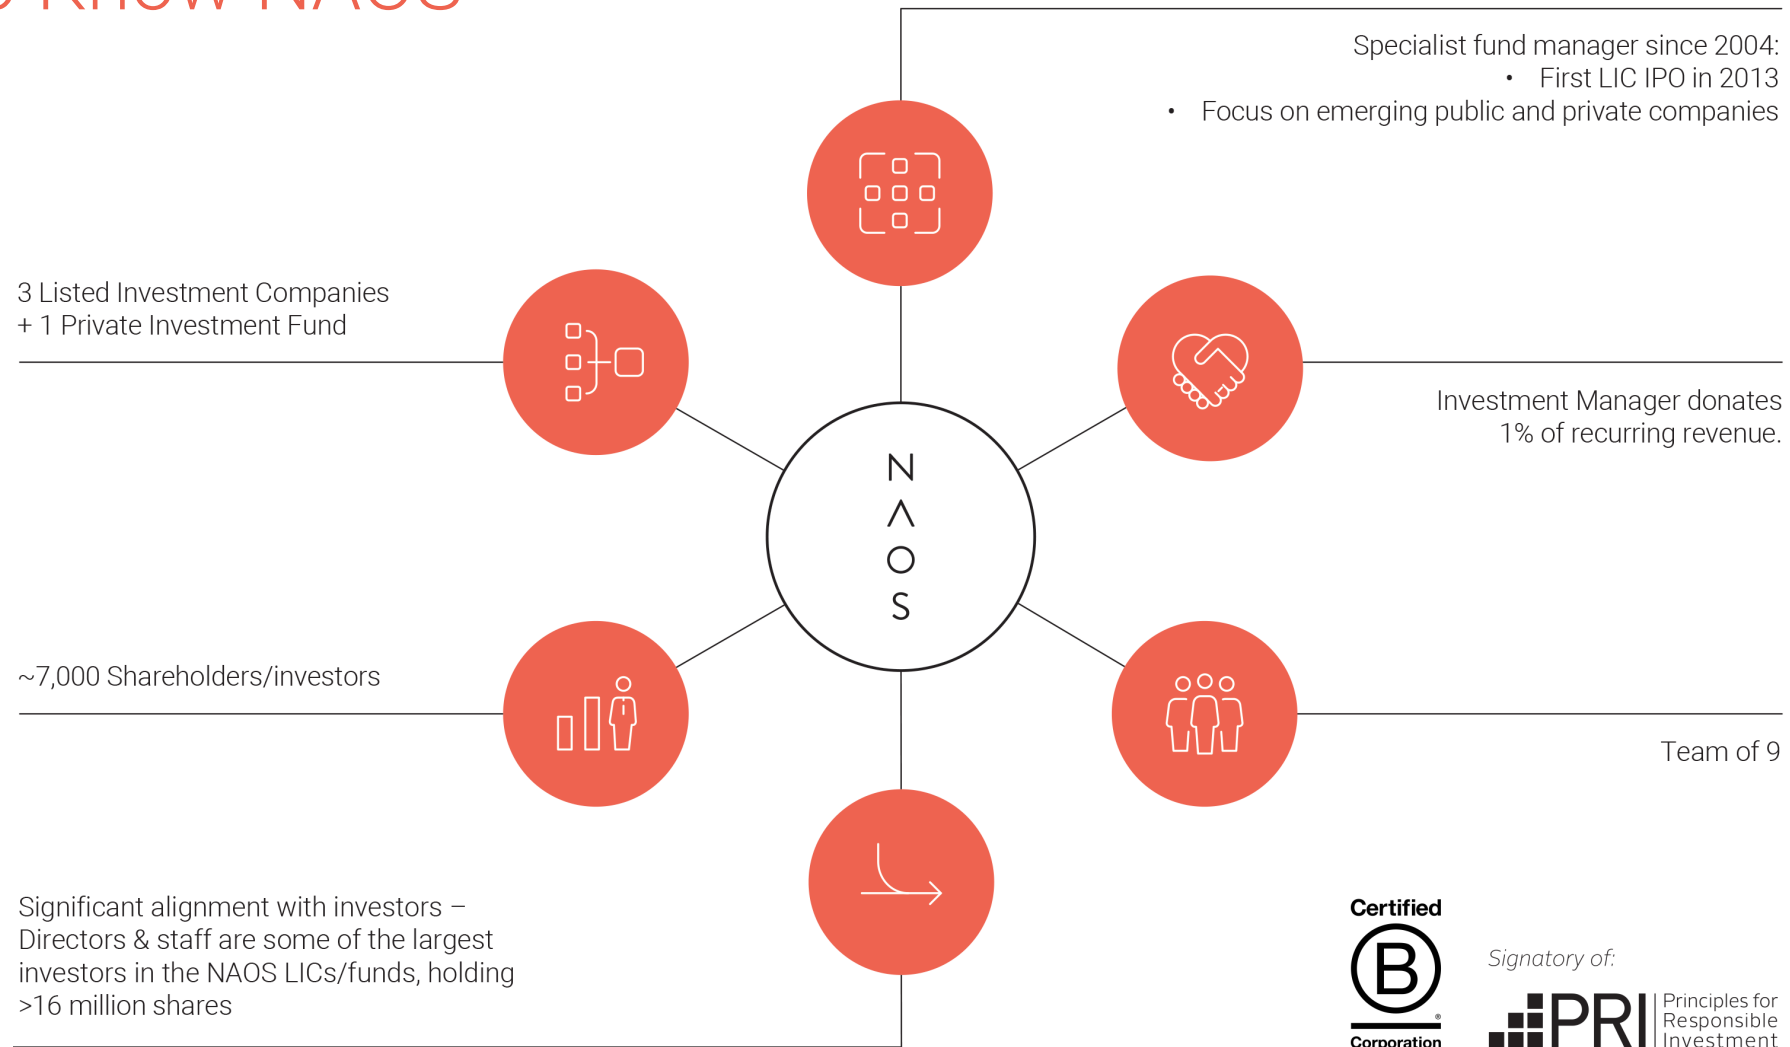 Know NAOS
Specialist fund manager since 2004:
• First LIC IPO in 2013
• Focus on emerging public and private companies
3 Listed Investment Companies
+ 1 Private Investment Fund
Investment Manager donates
1% of recurring revenue.
N
Λ
O
S
~7,000 Shareholders/investors
Team of 9
Significant alignment with investors –
Directors & staff are some of the largest
investors in the NAOS LICs/funds, holding
>16 million shares
Certified
B
®
Corporation
Signatory of:
PRI
Principles for
Responsible
Investment